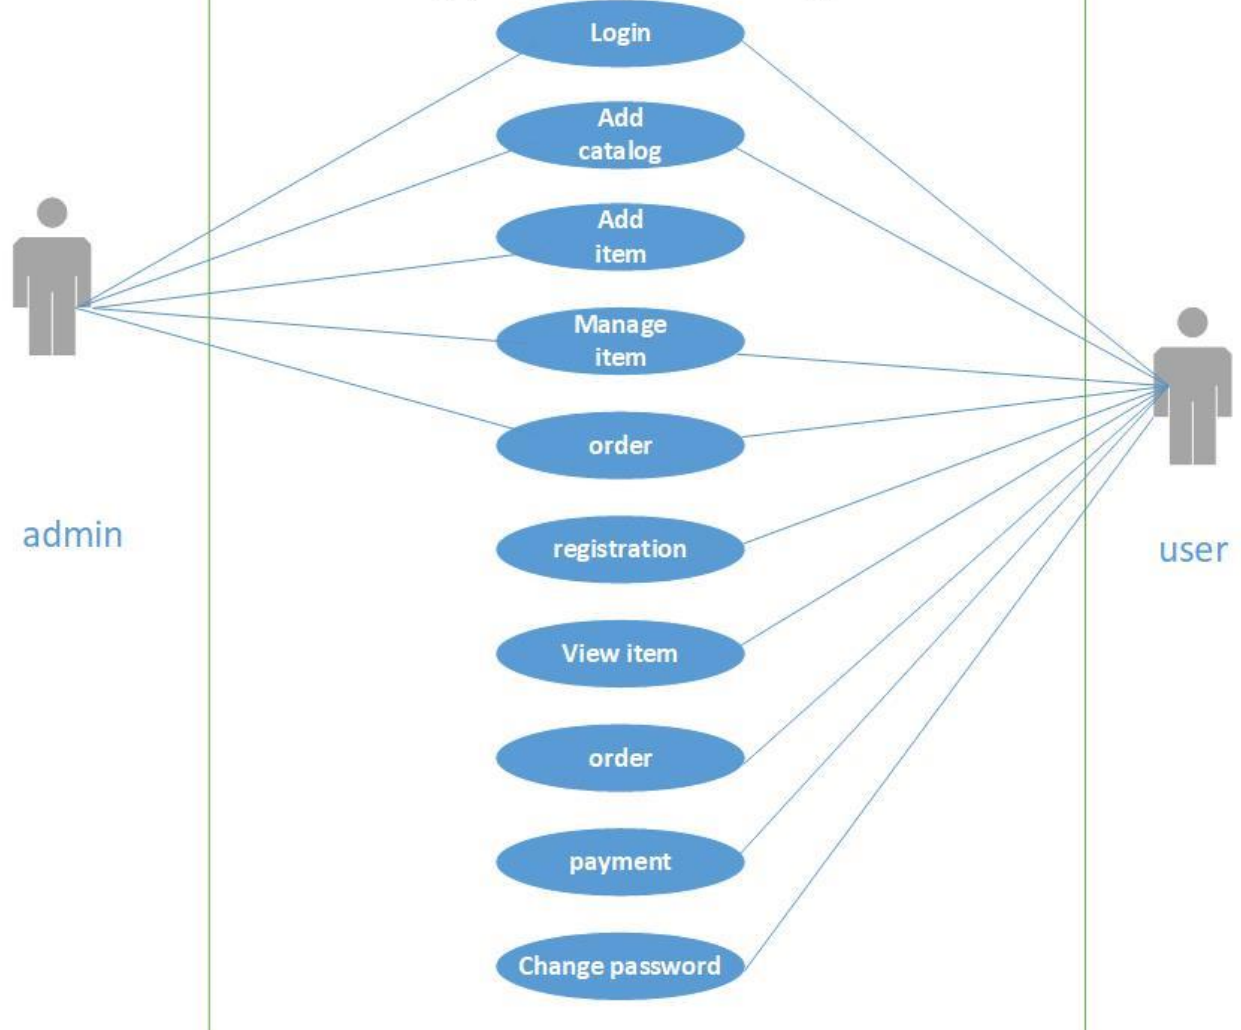 Login
Add
catalog
Add
item
Manage
item
order
admin
registration
user
View item
order
payment
Change password